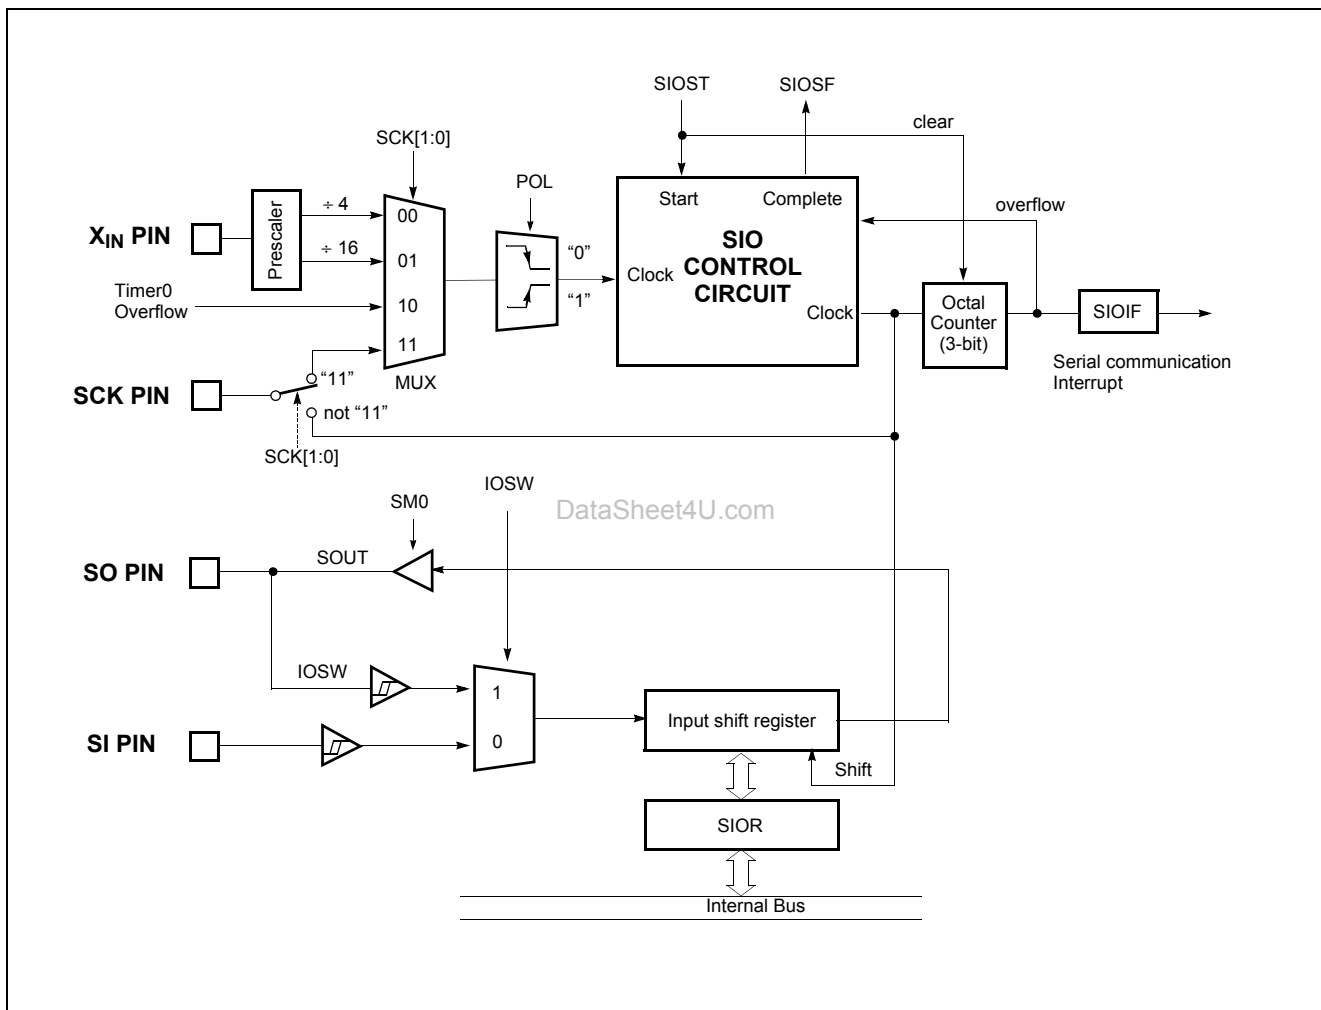 SIOST
SIOSF
clear
SCK[1:0]
POL
Start
Complete
overflow
÷ 4
00
XIN PIN
Prescaler
SIO
CONTROL
CIRCUIT
÷ 16
01
“0”
Clock
“1”
Timer0
Overflow
10
Clock
Octal
Counter
(3-bit)
SIOIF
11
MUX
Serial communication
Interrupt
SCK PIN
“11”
not “11”
SCK[1:0]
IOSW
SM0
DataSheet4U.com
SO PIN
SOUT
IOSW
1
Input shift register
SI PIN
0
Shift
SIOR
Internal Bus